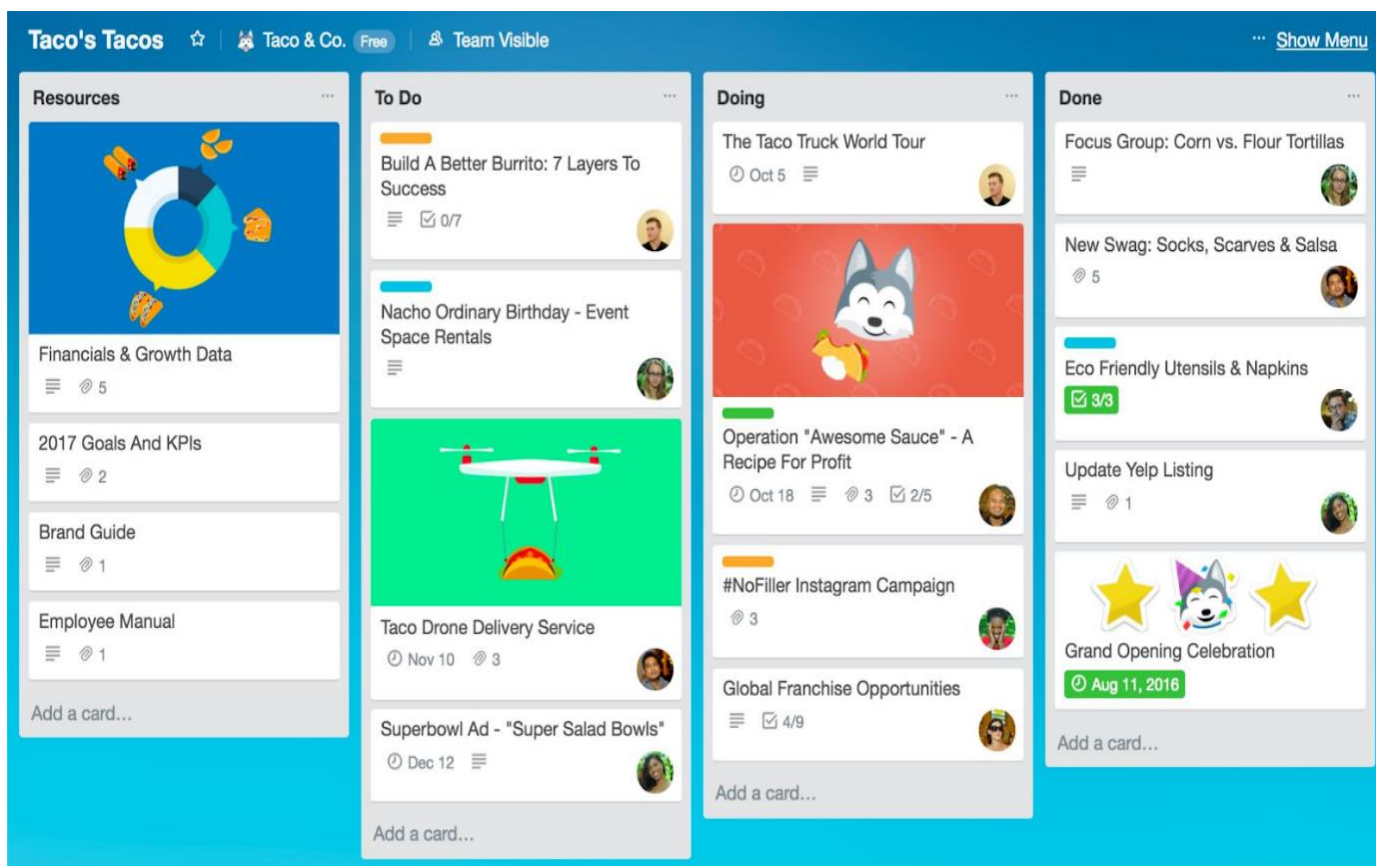 Taco's Tacos Taco & Co. Free Team Visible ... Show Menu
Resources ...
Financials & Growth Data
5
2017 Goals And KPIs
2
Brand Guide
1
Employee Manual
1
Add a card...
To Do ...
Build A Better Burrito: 7 Layers To
Success
0/7
Nacho Ordinary Birthday - Event
Space Rentals
Taco Drone Delivery Service
Nov 10 3
Superbowl Ad - "Super Salad Bowls"
Dec 12
Add a card...
Doing ...
The Taco Truck World Tour
Oct 5
Operation "Awesome Sauce" - A
Recipe For Profit
Oct 18 3 2/5
#NoFiller Instagram Campaign
3
Global Franchise Opportunities
4/9
Add a card...
Done ...
Focus Group: Corn vs. Flour Tortillas
New Swag: Socks, Scarves & Salsa
5
Eco Friendly Utensils & Napkins
3/3
Update Yelp Listing
1
Grand Opening Celebration
Aug 11, 2016
Add a card...